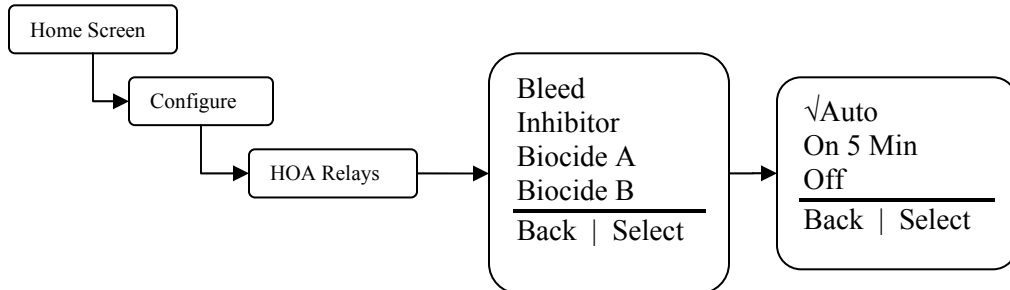 Home Screen
Configure
HOA Relays
Bleed
Inhibitor
Biocide A
Biocide B
Back | Select
√Auto
On 5 Min
Off
Back | Select